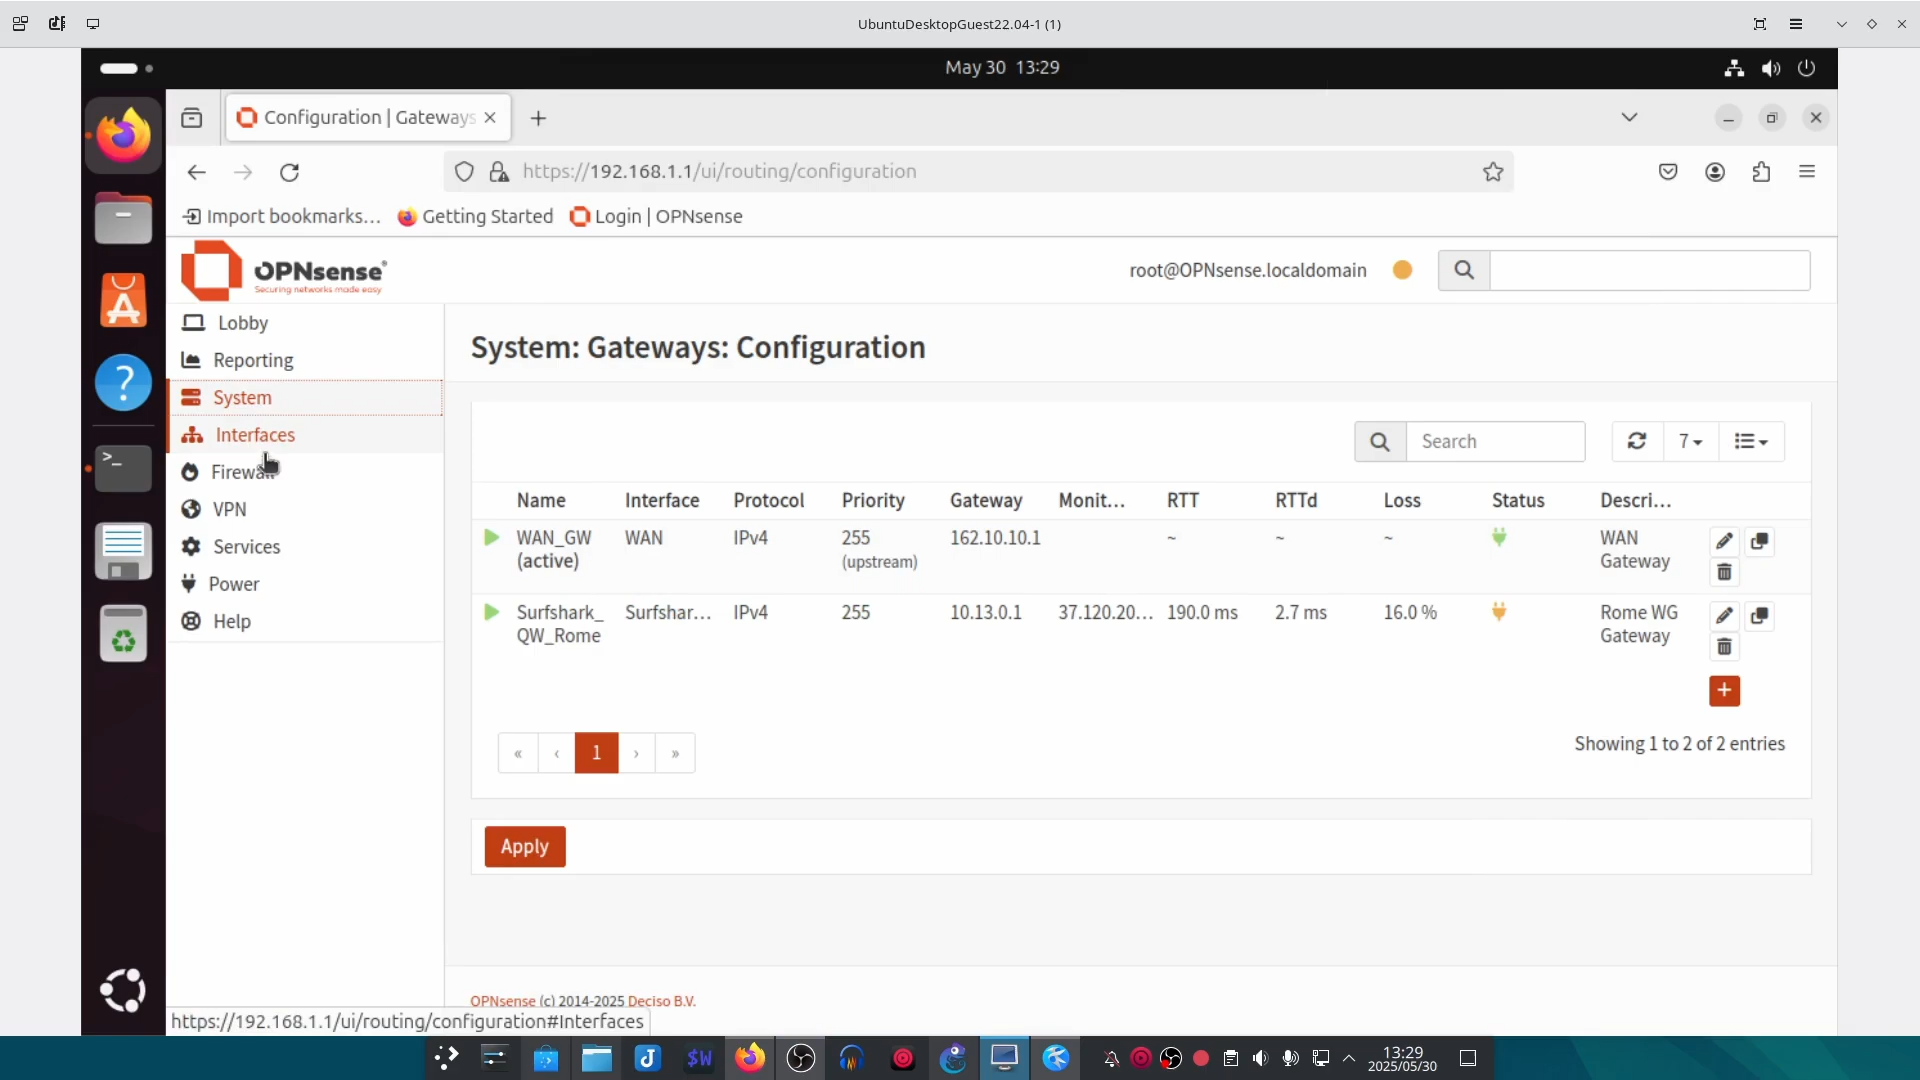 UbuntuDesktopGuest22.04-1 (1)
May 30 13:29
Configuration | Gateways
https://192.168.1.1/ui/routing/configuration
Import bookmarks... Getting Started Login | OPNsense
OPNsense
Securing networks made easy
root@OPNsense.localdomain
Lobby
Reporting
System
Interfaces
Firewall
VPN
Services
Power
Help
System: Gateways: Configuration
Search
7
Name Interface Protocol Priority Gateway Monit... RTT RTTd Loss Status Descri...
WAN_GW WAN IPv4 255 162.10.10.1 ~ ~ ~ WAN
(active) (upstream) Gateway
Surfshark_ Surfshar... IPv4 255 10.13.0.1 37.120.20... 190.0 ms 2.7 ms 16.0 % Rome WG
QW_Rome Gateway
+
« ‹ 1 › »
Showing 1 to 2 of 2 entries
Apply
OPNsense (c) 2014-2025 Deciso B.V.
https://192.168.1.1/ui/routing/configuration#Interfaces
13:29
2025/05/30